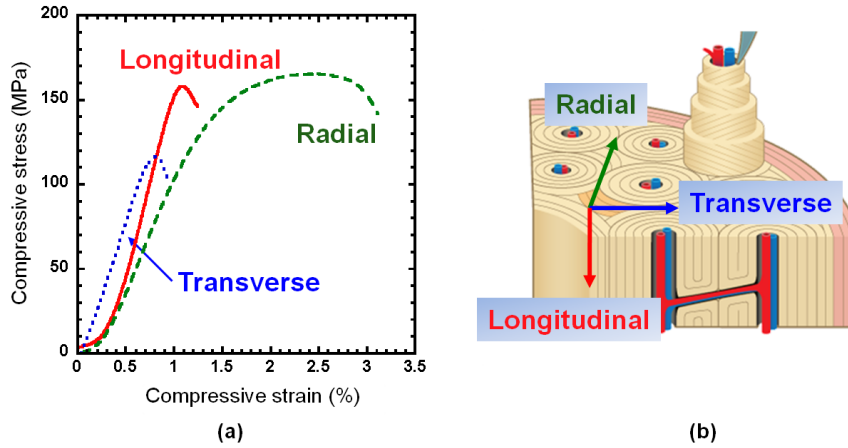 200
150
100
50
0
0
0.5
1
1.5
2
2.5
3
3.5
Compressive stress (MPa)
Compressive strain (%)
Longitudinal
Radial
Transverse
(a)
Radial
Transverse
Longitudinal
(b)